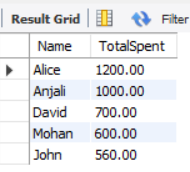 Result Grid Filter
Name TotalSpent
Alice 1200.00
Anjali 1000.00
David 700.00
Mohan 600.00
John 560.00